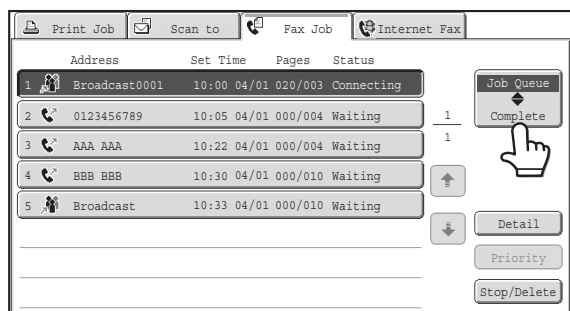 Print Job Scan to Fax Job Internet Fax
Address Set Time Pages Status
1 Broadcast0001 10:00 04/01 020/003 Connecting
2 0123456789 10:05 04/01 000/004 Waiting
3 AAA AAA 10:22 04/01 000/004 Waiting
4 BBB BBB 10:30 04/01 000/010 Waiting
5 Broadcast 10:33 04/01 000/010 Waiting
1
1
Job Queue
Complete
Detail
Priority
Stop/Delete